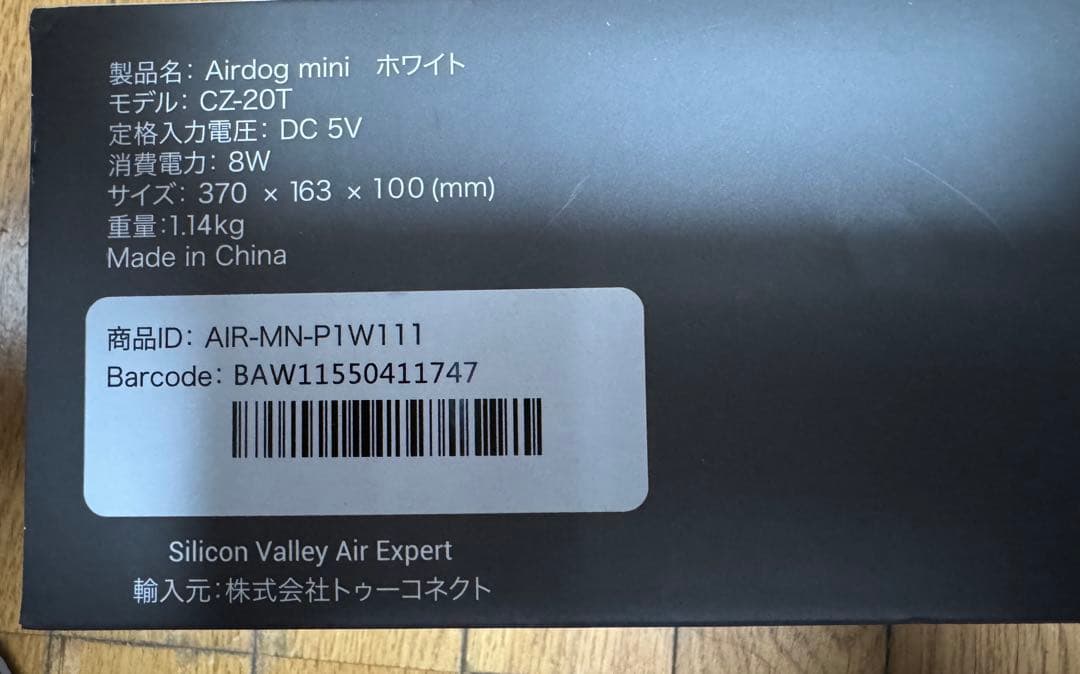 製品名: Airdog mini ホワイト
モデル: CZ-20T
定格入力電圧: DC 5V
消費電力: 8W
サイズ: 370 × 163 × 100 (mm)
重量:1.14kg
Made in China
商品ID: AIR-MN-P1W111
Barcode: BAW11550411747
Silicon Valley Air Expert
輸入元:株式会社トゥーコネクト